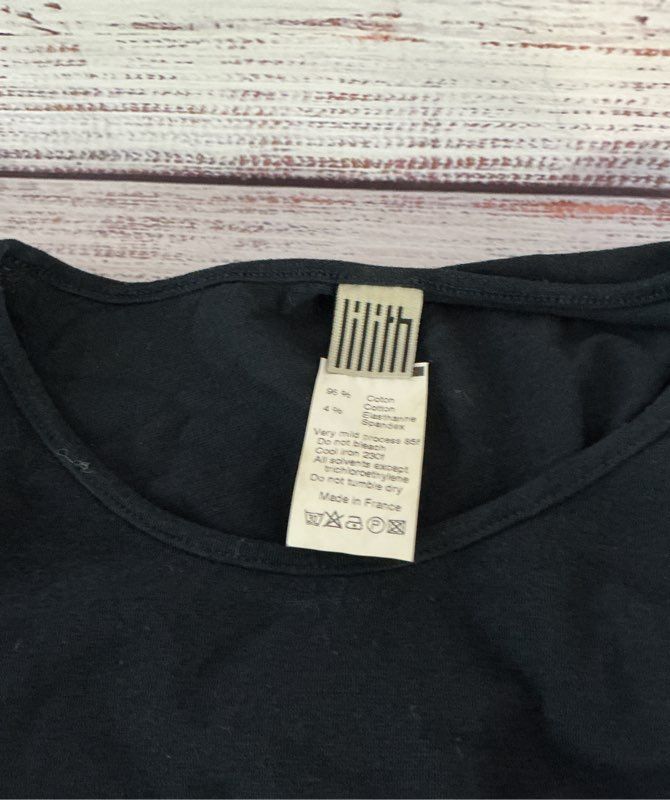 lilith
96 % Coton
Cotton
4 % Elasthanne
Spandex
Very mild process 86f
Do not bleach
Cool iron 230f
All solvents except
trichloroethylene
Do not tumble dry
Made in France
P